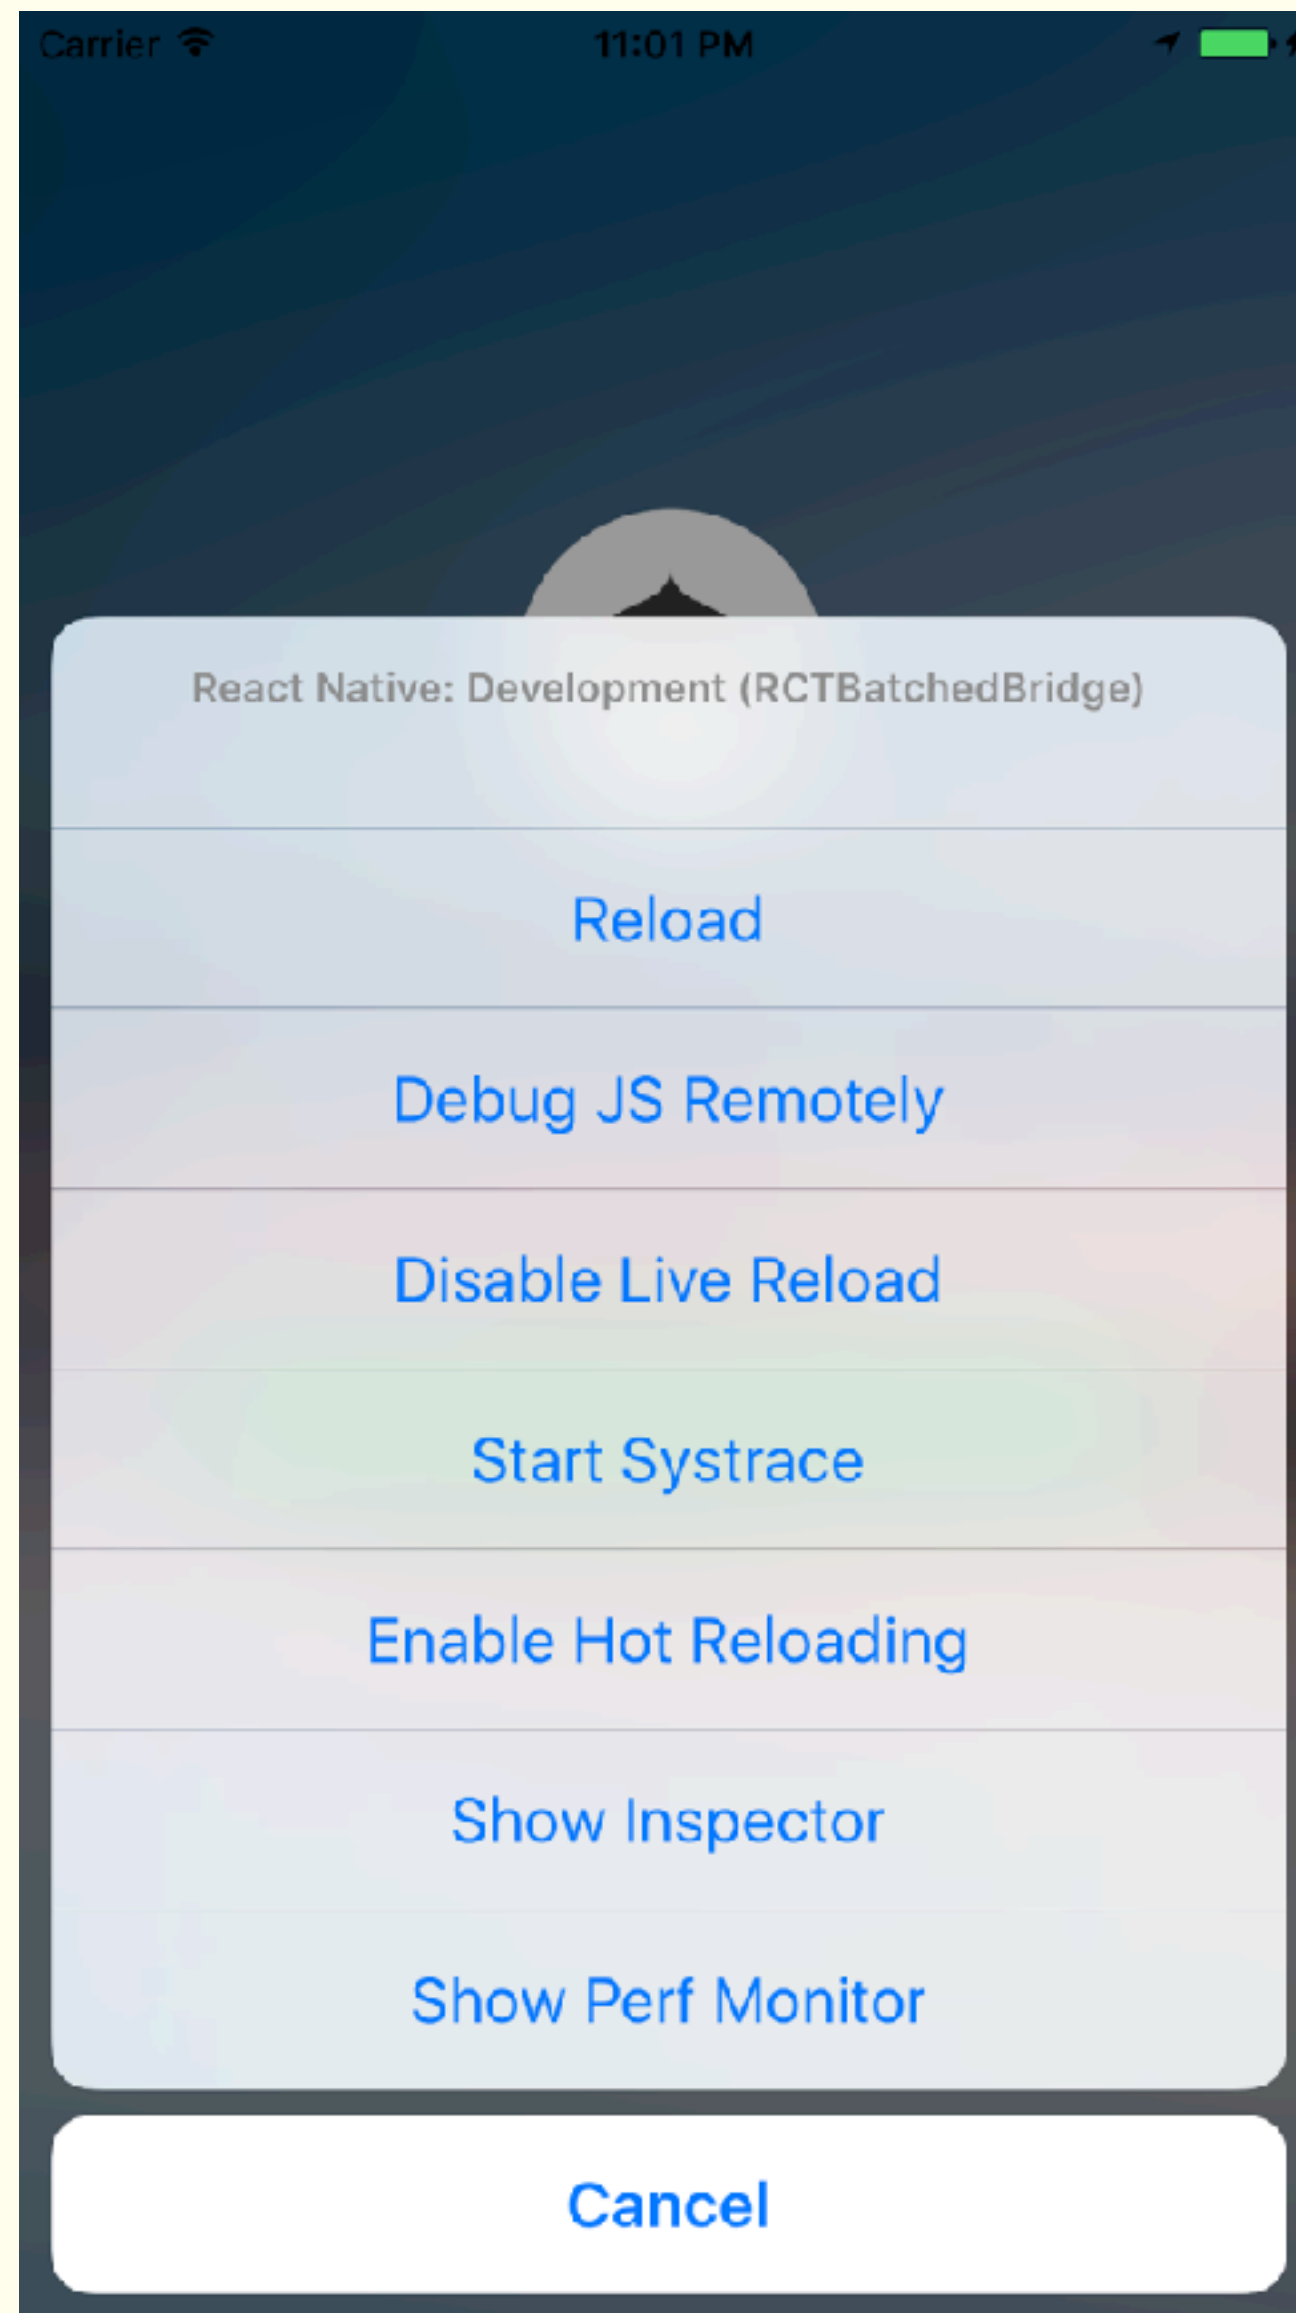 Carrier
11:01 PM
React Native: Development (RCTBatchedBridge)
Reload
Debug JS Remotely
Disable Live Reload
Start Systrace
Enable Hot Reloading
Show Inspector
Show Perf Monitor
Cancel